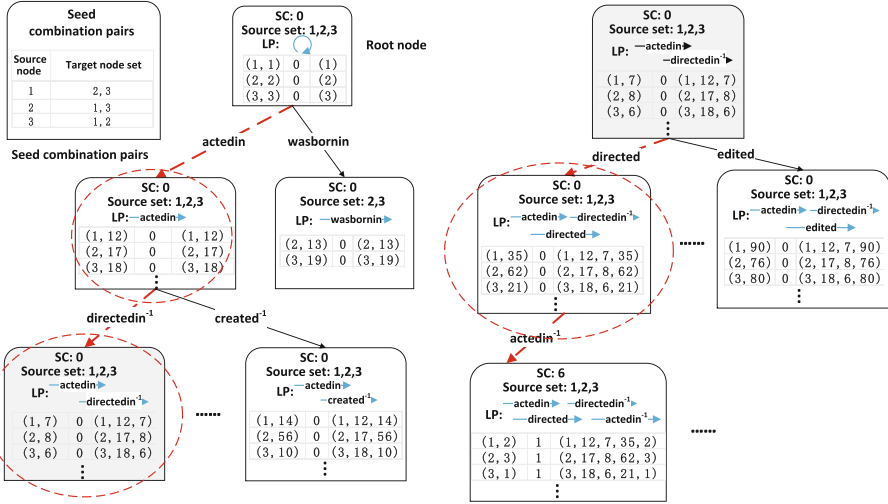 Seed
combination pairs
Source node Target node set
1 2, 3
2 1, 3
3 1, 2
Seed combination pairs
SC: 0
Source set: 1,2,3
LP:
(1, 1) 0 (1)
(2, 2) 0 (2)
(3, 3) 0 (3)
Root node
actedin
wasbornin
SC: 0
Source set: 1,2,3
LP: actedin
(1, 12) 0 (1, 12)
(2, 17) 0 (2, 17)
(3, 18) 0 (3, 18)
⋮
SC: 0
Source set: 2,3
LP: wasbornin
(2, 13) 0 (2, 13)
(3, 19) 0 (3, 19)
directedin⁻¹
created⁻¹
SC: 0
Source set: 1,2,3
LP: actedin
directedin⁻¹
(1, 7) 0 (1, 12, 7)
(2, 8) 0 (2, 17, 8)
(3, 6) 0 (3, 18, 6)
⋮
......
SC: 0
Source set: 1,2,3
LP: actedin
created⁻¹
(1, 14) 0 (1, 12, 14)
(2, 56) 0 (2, 17, 56)
(3, 10) 0 (3, 18, 10)
⋮
SC: 0
Source set: 1,2,3
LP: actedin
directedin⁻¹
(1, 7) 0 (1, 12, 7)
(2, 8) 0 (2, 17, 8)
(3, 6) 0 (3, 18, 6)
⋮
directed
edited
SC: 0
Source set: 1,2,3
LP: actedin directedin⁻¹
directed
(1, 35) 0 (1, 12, 7, 35)
(2, 62) 0 (2, 17, 8, 62)
(3, 21) 0 (3, 18, 6, 21)
⋮
......
SC: 0
Source set: 1,2,3
LP: actedin directedin⁻¹
edited
(1, 90) 0 (1, 12, 7, 90)
(2, 76) 0 (2, 17, 8, 76)
(3, 80) 0 (3, 18, 6, 80)
⋮
actedin⁻¹
SC: 6
Source set: 1,2,3
LP: actedin directedin⁻¹
directed actedin⁻¹
(1, 2) 1 (1, 12, 7, 35, 2)
(2, 3) 1 (2, 17, 8, 62, 3)
(3, 1) 1 (3, 18, 6, 21, 1)
⋮
......